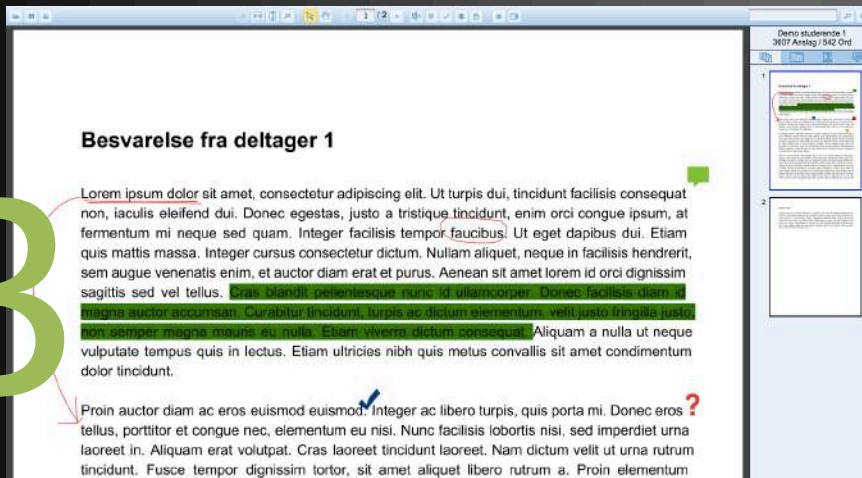 1 / 2
Demo studerende 1
3607 Anslag / 542 Ord
1
2
3
Besvarelse fra deltager 1
Lorem ipsum dolor sit amet, consectetur adipiscing elit. Ut turpis dui, tincidunt facilisis consequat
non, iaculis eleifend dui. Donec egestas, justo a tristique tincidunt, enim orci congue ipsum, at
fermentum mi neque sed quam. Integer facilisis tempor faucibus. Ut eget dapibus dui. Etiam
quis mattis massa. Integer cursus consectetur dictum. Nullam aliquet, neque in facilisis hendrerit,
sem augue venenatis enim, et auctor diam erat et purus. Aenean sit amet lorem id orci dignissim
sagittis sed vel tellus. Cras blandit pellentesque nunc id ullamcorper. Donec facilisis diam id
magna auctor accumsan. Curabitur tincidunt, turpis ac dictum elementum, velit justo fringilla justo,
non semper magna mauris eu nulla. Etiam viverra dictum consequat. Aliquam a nulla ut neque
vulputate tempus quis in lectus. Etiam ultricies nibh quis metus convallis sit amet condimentum
dolor tincidunt.
Proin auctor diam ac eros euismod euismod. Integer ac libero turpis, quis porta mi. Donec eros ?
tellus, porttitor et congue nec, elementum eu nisi. Nunc facilisis lobortis nisi, sed imperdiet urna
laoreet in. Aliquam erat volutpat. Cras laoreet tincidunt laoreet. Nam dictum velit ut urna rutrum
tincidunt. Fusce tempor dignissim tortor, sit amet aliquet libero rutrum a. Proin elementum